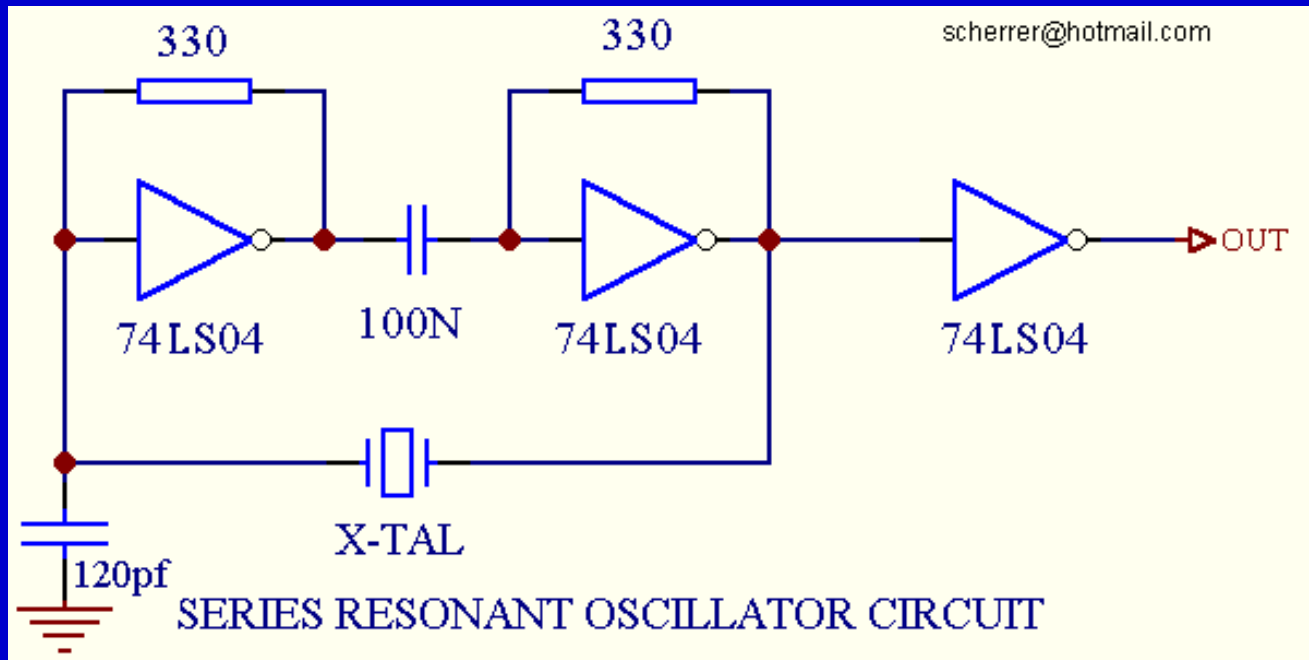 330
330
scherrer@hotmail.com
OUT
74LS04
100N
74LS04
74LS04
X-TAL
120pf
SERIES RESONANT OSCILLATOR CIRCUIT